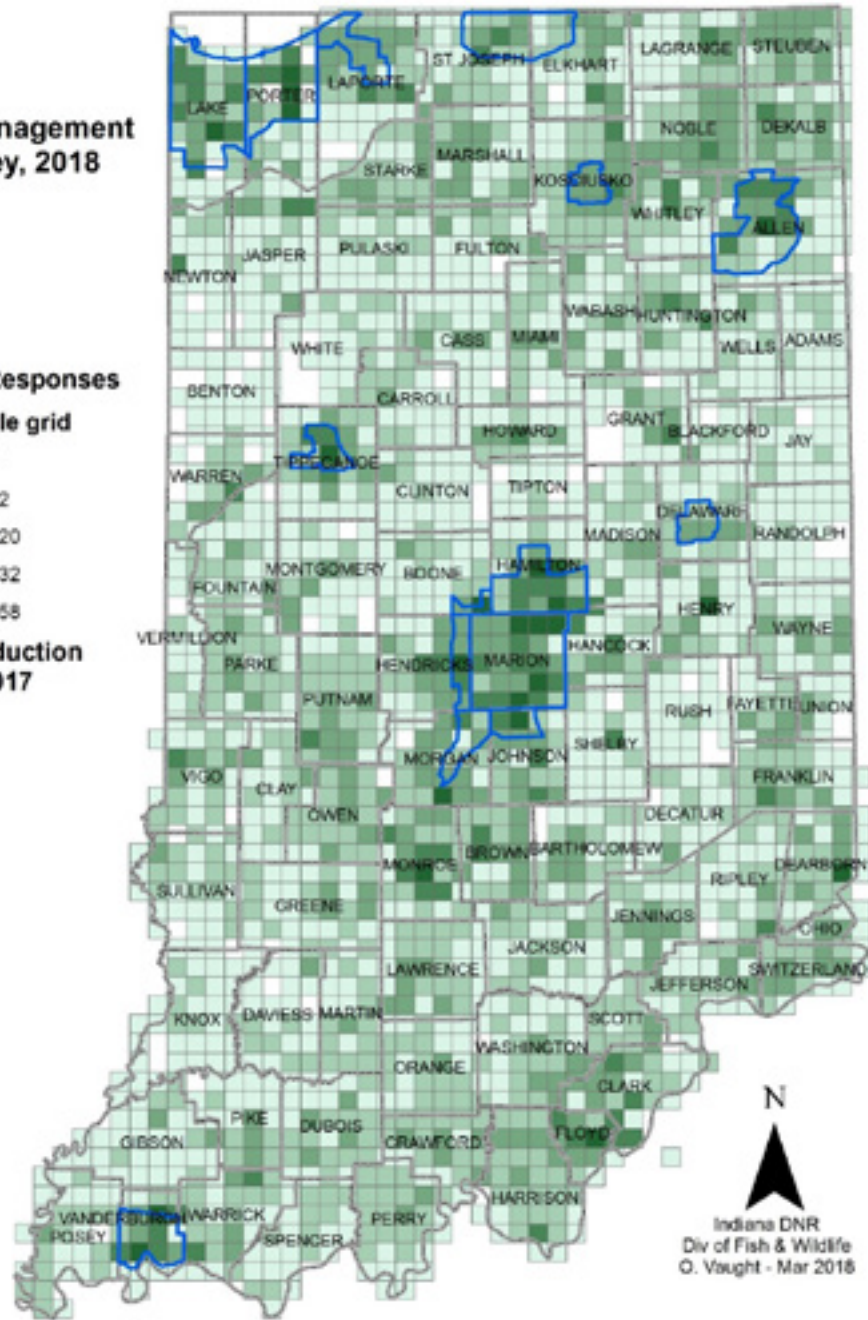 nagement
ey, 2018
Responses
le grid
2
20
32
58
duction
017
LAKE
PORTER
LAPORTE
ST JOSEPH
ELKHART
LAGRANGE
STEUBEN
NOBLE
DEKALB
STARKE
MARSHALL
KOSCIUSKO
WHITLEY
ALLEN
NEWTON
JASPER
PULASKI
FULTON
WABASH
HUNTINGTON
WHITE
CASS
MIAMI
WELLS
ADAMS
BENTON
CARROLL
GRANT
BLACKFORD
JAY
HOWARD
WARREN
TIPPECANOE
CLINTON
TIPTON
MADISON
DELAWARE
RANDOLPH
FOUNTAIN
MONTGOMERY
BOONE
HAMILTON
HENRY
WAYNE
VERMILLION
PARKE
HENDRICKS
MARION
HANCOCK
PUTNAM
RUSH
FAYETTE
UNION
VIGO
CLAY
MORGAN
JOHNSON
SHELBY
FRANKLIN
OWEN
DECATUR
MONROE
BROWN
BARTHOLOMEW
RIPLEY
DEARBORN
SULLIVAN
GREENE
JENNINGS
OHIO
LAWRENCE
JACKSON
JEFFERSON
SWITZERLAND
KNOX
DAVIESS
MARTIN
ORANGE
WASHINGTON
SCOTT
CLARK
GIBSON
PIKE
DUBOIS
CRAWFORD
FLOYD
HARRISON
VANDERBURGH
WARRICK
POSEY
SPENCER
PERRY
N
Indiana DNR
Div of Fish & Wildlife
O. Vaught - Mar 2018